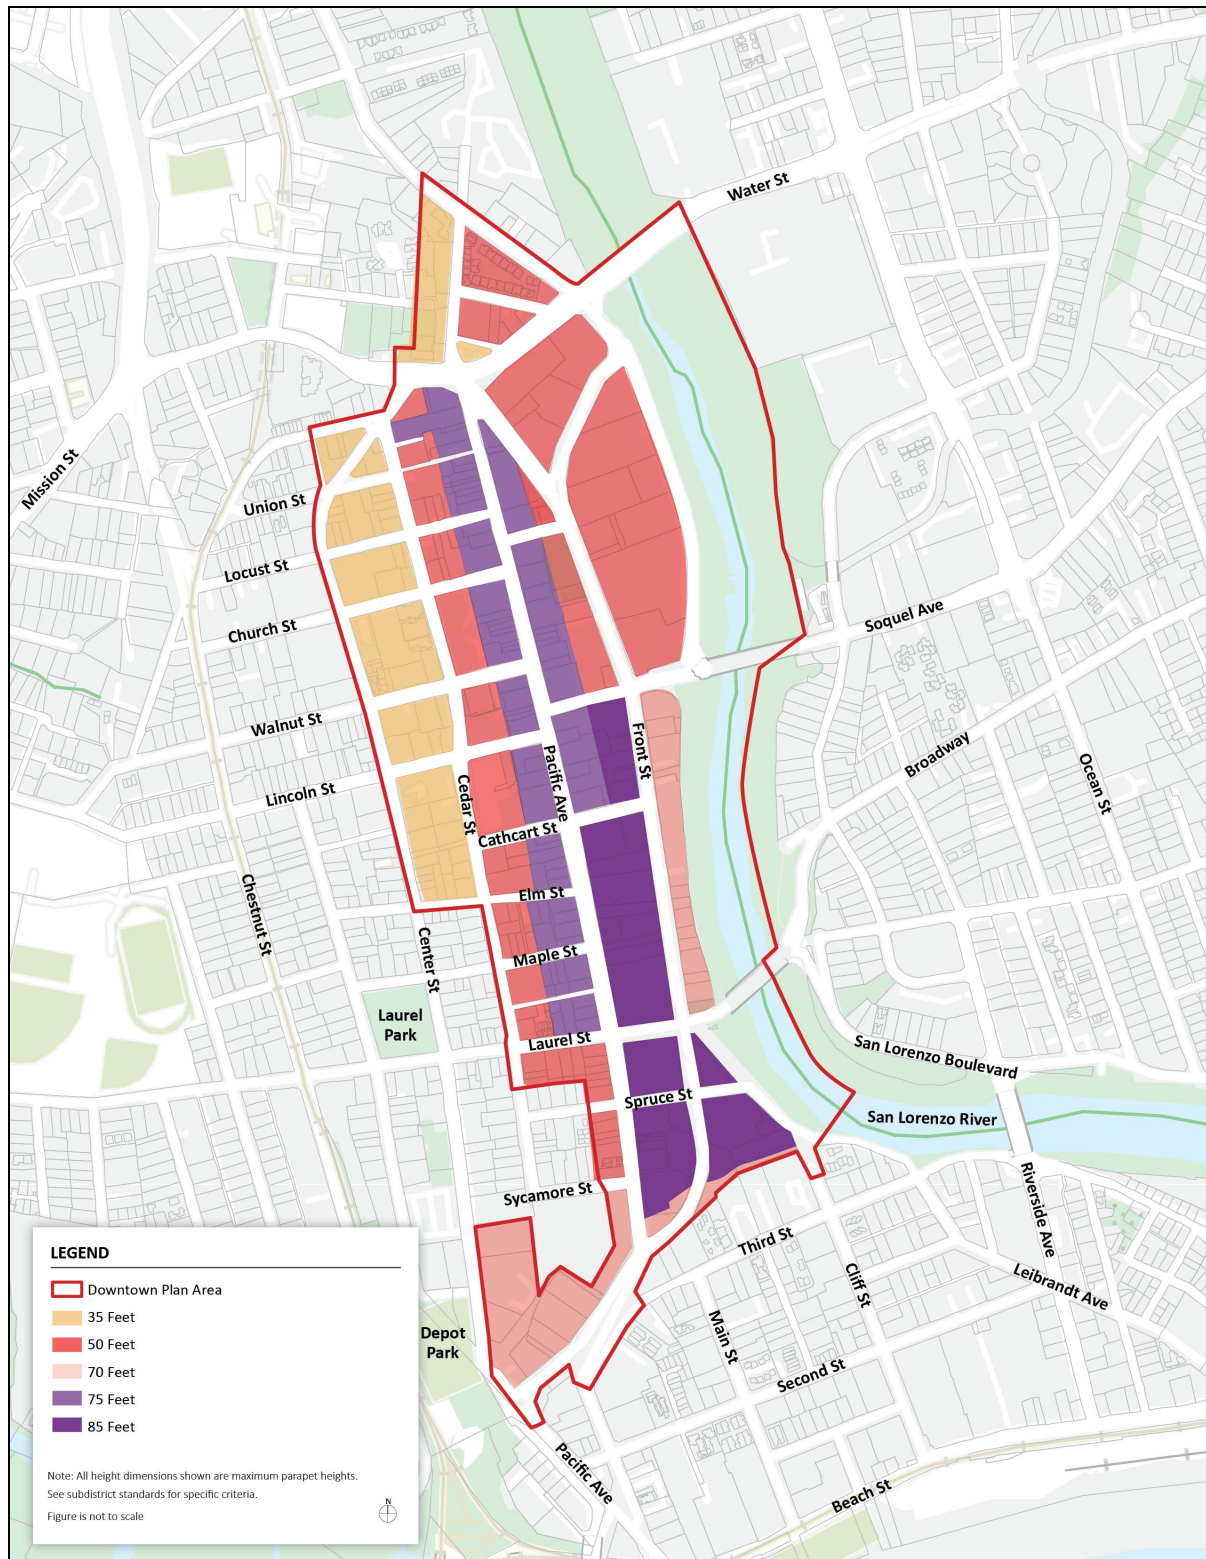 Water St
Mission St
Union St
Locust St
Soquel Ave
Church St
Walnut St
Front St
Broadway
Pacific Ave
Ocean St
Lincoln St
Cedar St
Cathcart St
Elm St
Chestnut St
Center St
Maple St
Laurel
Park
Laurel St
San Lorenzo Boulevard
Spruce St
San Lorenzo River
Sycamore St
Riverside Ave
Third St
Cliff St
Leibrandt Ave
Main St
Depot
Park
Second St
Pacific Ave
Beach St
LEGEND
Downtown Plan Area
35 Feet
50 Feet
70 Feet
75 Feet
85 Feet
Note: All height dimensions shown are maximum parapet heights.
See subdistrict standards for specific criteria.
Figure is not to scale
N